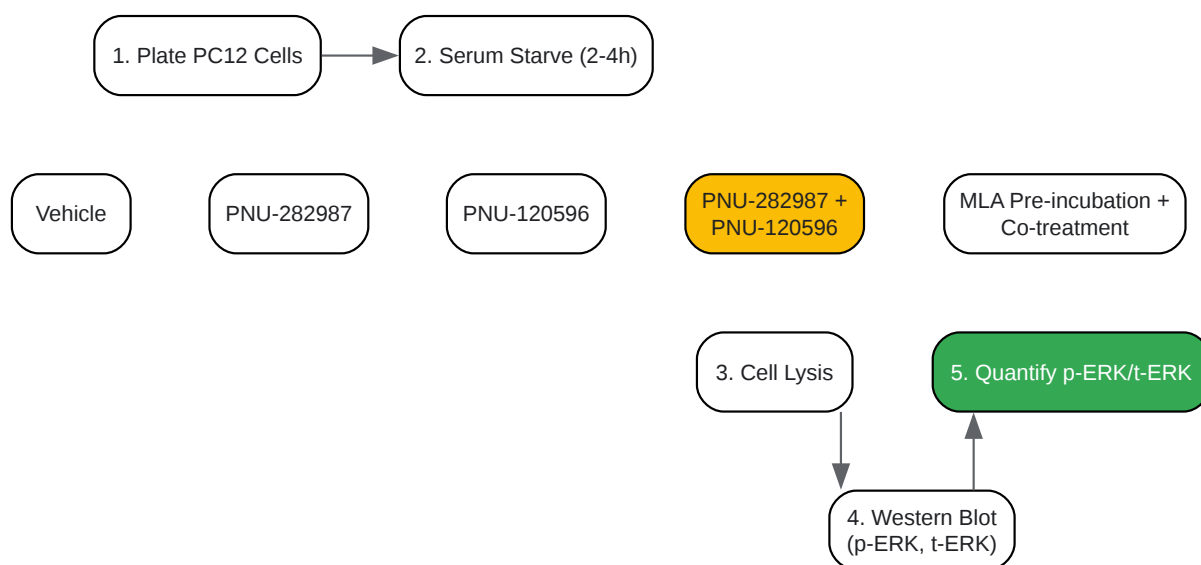 1. Plate PC12 Cells
2. Serum Starve (2-4h)
Vehicle
PNU-282987
PNU-120596
PNU-282987 +
PNU-120596
MLA Pre-incubation +
Co-treatment
3. Cell Lysis
5. Quantify p-ERK/t-ERK
4. Western Blot
(p-ERK, t-ERK)